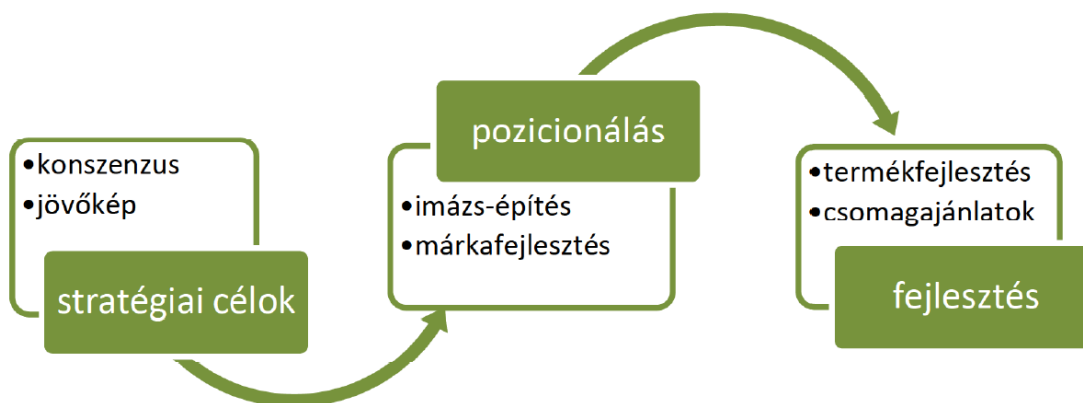 •konszenzus
•jövőkép
stratégiai célok
pozicionálás
•imázs-építés
•márkafejlesztés
•termékfejlesztés
•csomagajánlatok
fejlesztés